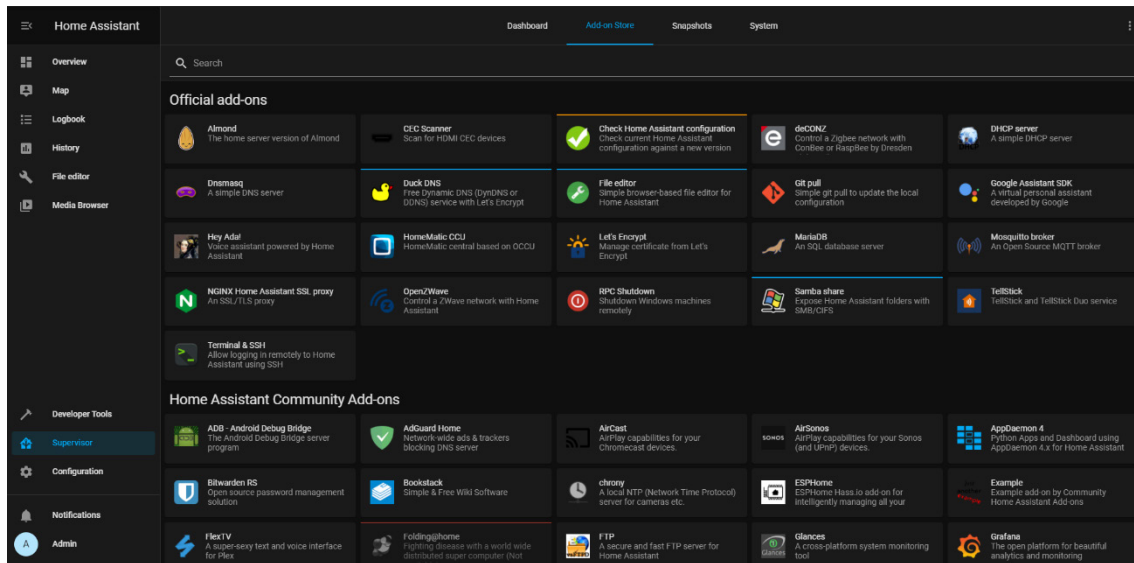 Home Assistant
Dashboard
Add-on Store
Snapshots
System
Overview
Map
Logbook
History
File editor
Media Browser
Developer Tools
Supervisor
Configuration
Notifications
A
Admin
Search
Official add-ons
Almond
The home server version of Almond
CEC Scanner
Scan for HDMI CEC devices
Check Home Assistant configuration
Check current Home Assistant
configuration against a new version
deCONZ
Control a Zigbee network with
ConBee or RaspBee by Dresden
DHCP server
A simple DHCP server
Dnsmasq
A simple DNS server
Duck DNS
Free Dynamic DNS (DynDNS or
DDNS) service with Let's Encrypt
File editor
Simple browser-based file editor for
Home Assistant
Git pull
Simple git pull to update the local
configuration
Google Assistant SDK
A virtual personal assistant
developed by Google
Hey Ada!
Voice assistant powered by Home
Assistant
HomeMatic CCU
HomeMatic central based on OCCU
Let's Encrypt
Manage certificate from Let's
Encrypt
MariaDB
An SQL database server
Mosquitto broker
An Open Source MQTT broker
NGINX Home Assistant SSL proxy
An SSL/TLS proxy
OpenZWave
Control a ZWave network with Home
Assistant
RPC Shutdown
Shutdown Windows machines
remotely
Samba share
Expose Home Assistant folders with
SMB/CIFS
TellStick
TellStick and TellStick Duo service
Terminal & SSH
Allow logging in remotely to Home
Assistant using SSH
Home Assistant Community Add-ons
ADB - Android Debug Bridge
The Android Debug Bridge server
program
AdGuard Home
Network-wide ads & trackers
blocking DNS server
AirCast
AirPlay capabilities for your
Chromecast devices.
SONOS
AirSonos
AirPlay capabilities for your Sonos
(and UPnP) devices.
AppDaemon 4
Python Apps and Dashboard using
AppDaemon 4.x for Home Assistant
Bitwarden RS
Open source password management
solution
Bookstack
Simple & Free Wiki Software
chrony
A local NTP (Network Time Protocol)
server for cameras etc.
ESPHome
ESPHome Hass.io add-on for
intelligently managing all your
Example
Example add-on by Community
Home Assistant Add-ons
FlexTV
A super-sexy text and voice interface
for Plex
Folding@home
Fighting disease with a world wide
distributed super computer (Not
FTP
A secure and fast FTP server for
Home Assistant
Glances
Glances
A cross-platform system monitoring
tool
Grafana
The open platform for beautiful
analytics and monitoring